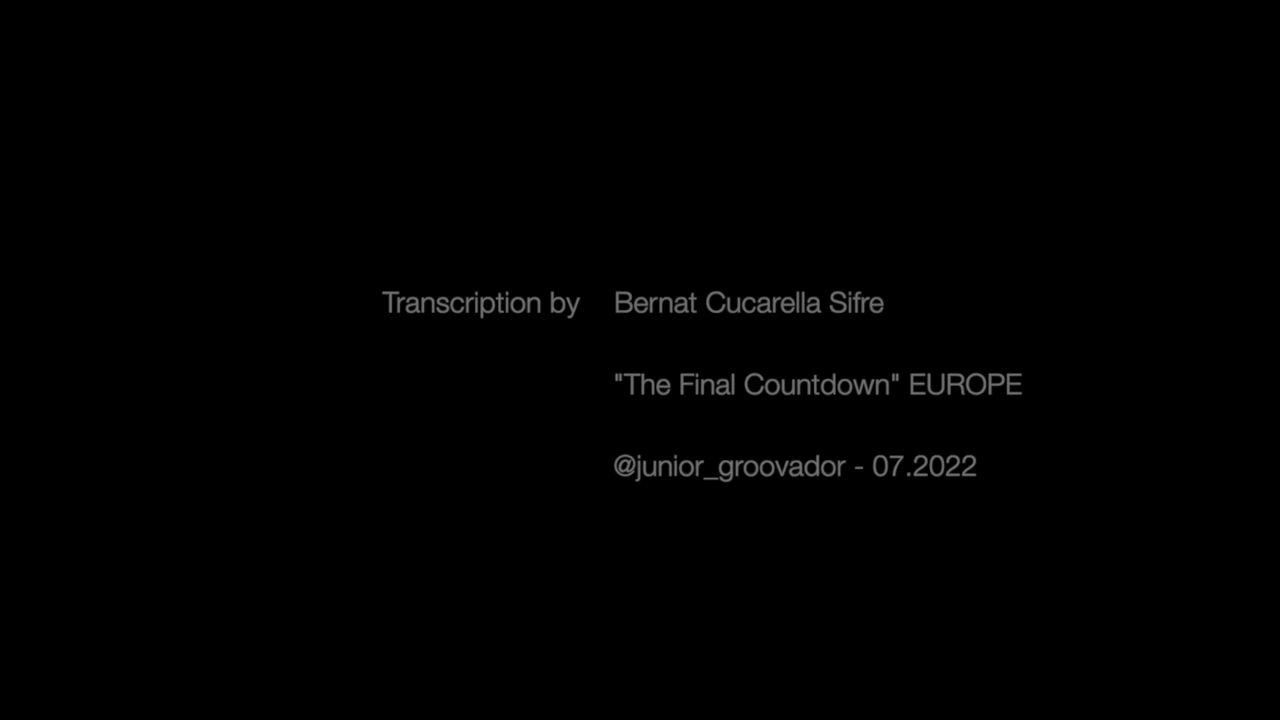 Transcription by Bernat Cucarella Sifre
"The Final Countdown" EUROPE
@junior_groovador - 07.2022